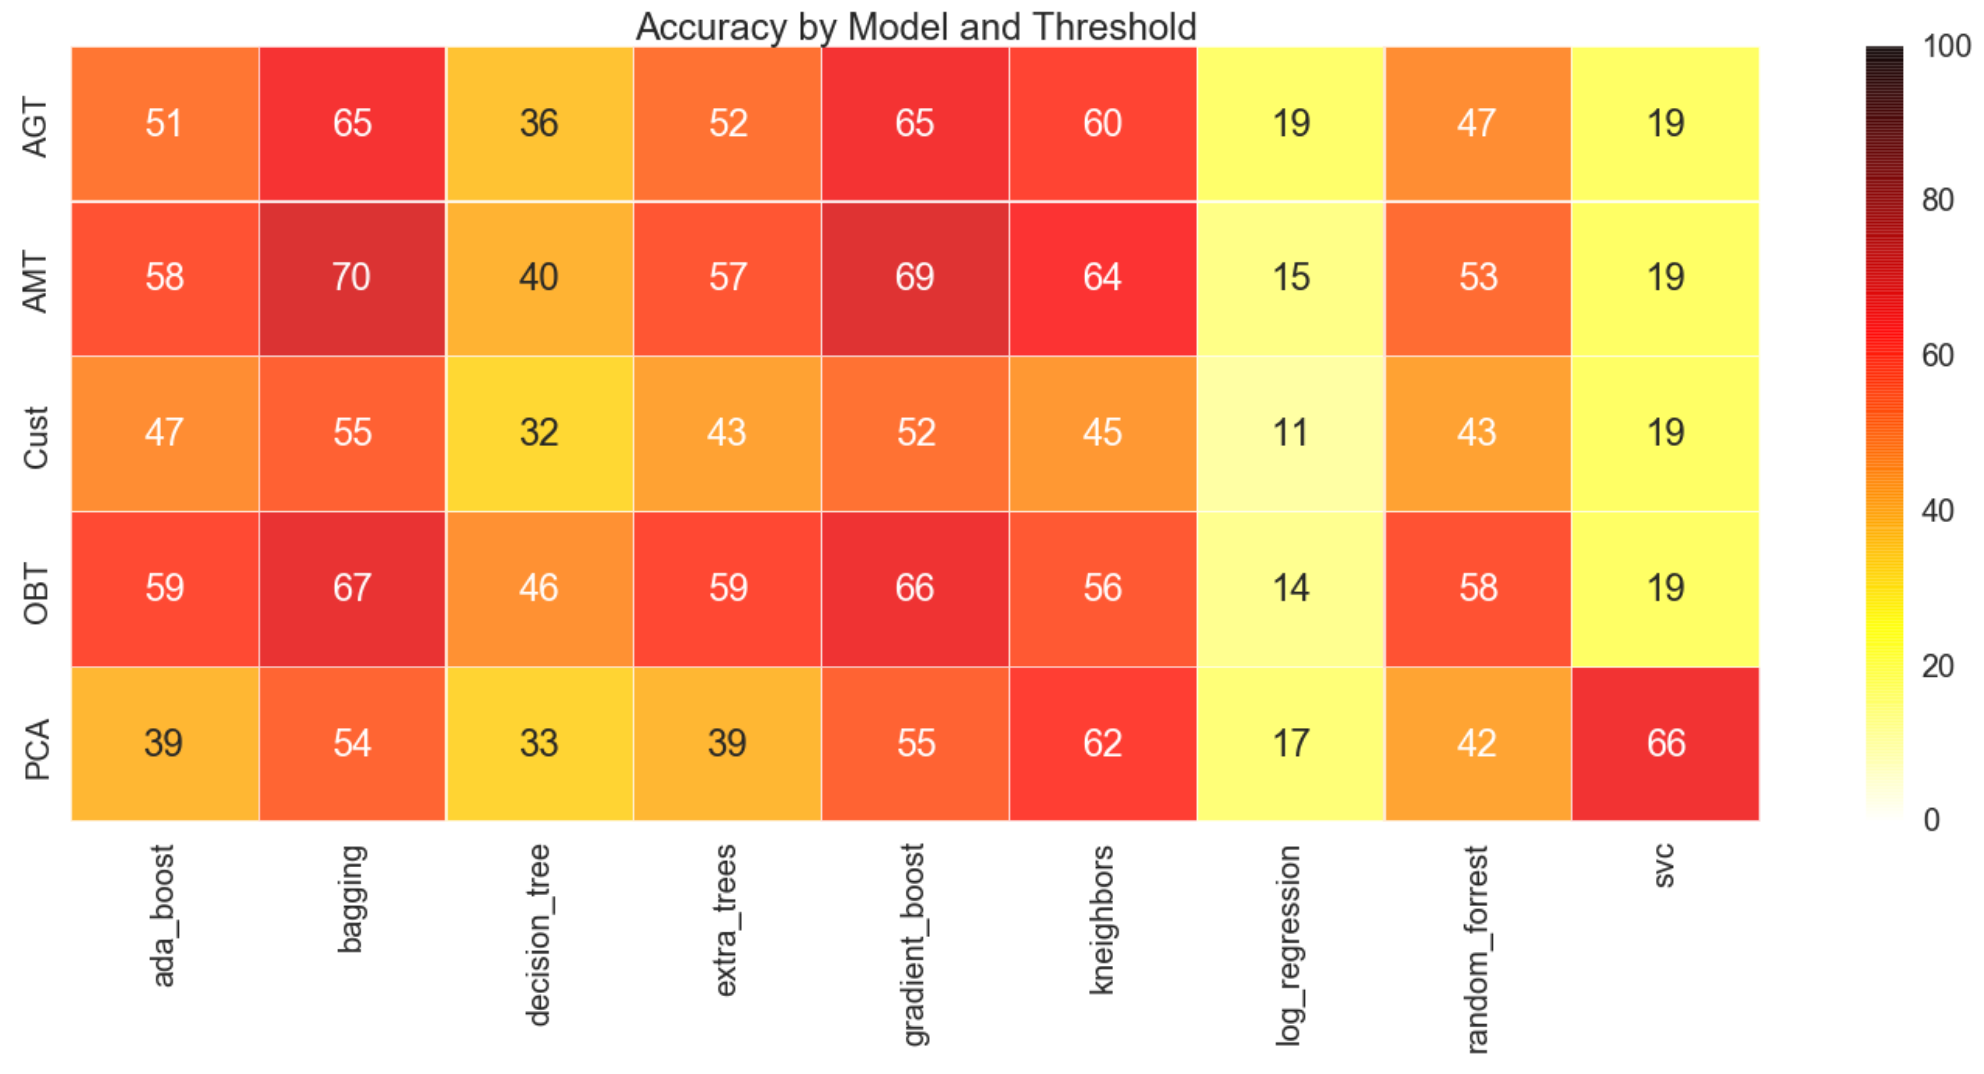 Accuracy by Model and Threshold
AGT 51 65 36 52 65 60 19 47 19
AMT 58 70 40 57 69 64 15 53 19
Cust 47 55 32 43 52 45 11 43 19
OBT 59 67 46 59 66 56 14 58 19
PCA 39 54 33 39 55 62 17 42 66
ada_boost bagging decision_tree extra_trees gradient_boost kneighbors log_regression random_forrest svc
100
80
60
40
20
0